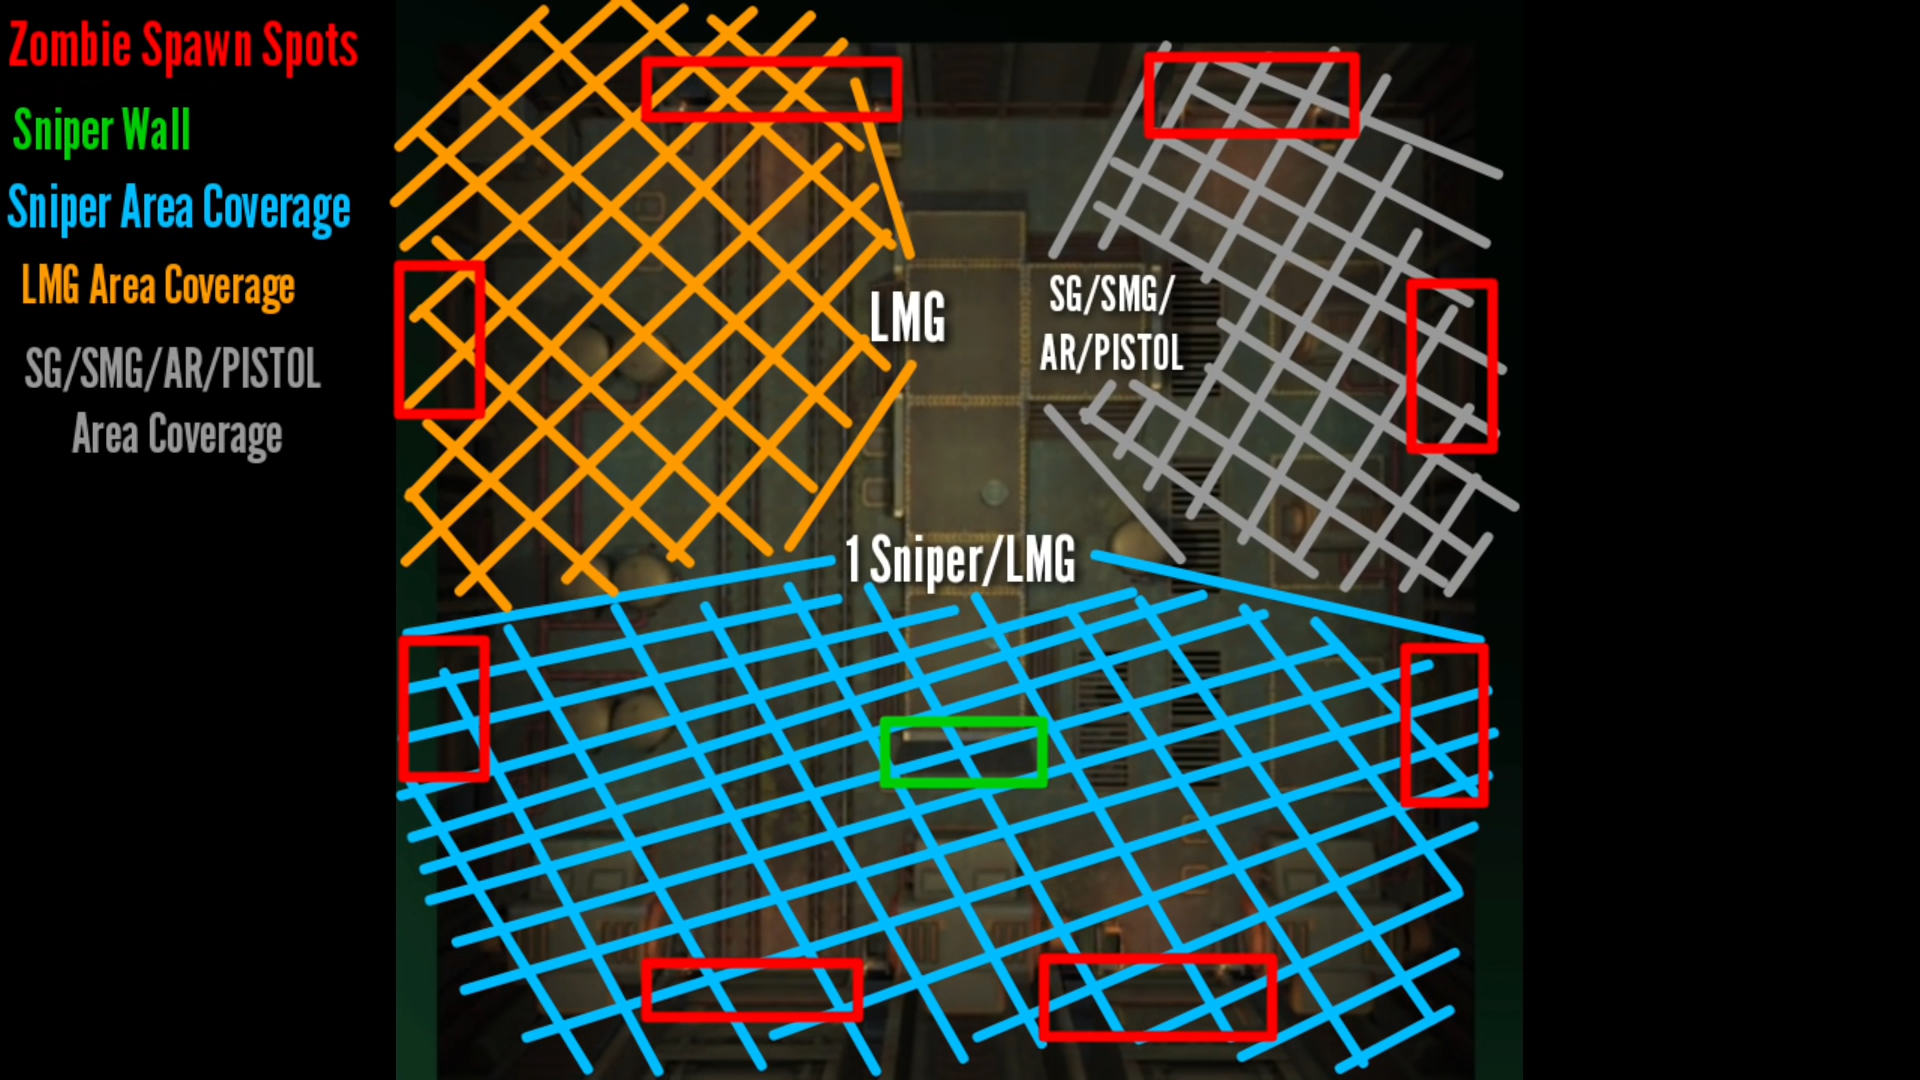 Zombie Spawn Spots
Sniper Wall
Sniper Area Coverage
LMG Area Coverage
SG/SMG/AR/PISTOL
Area Coverage
LMG
SG/SMG/
AR/PISTOL
1 Sniper/LMG